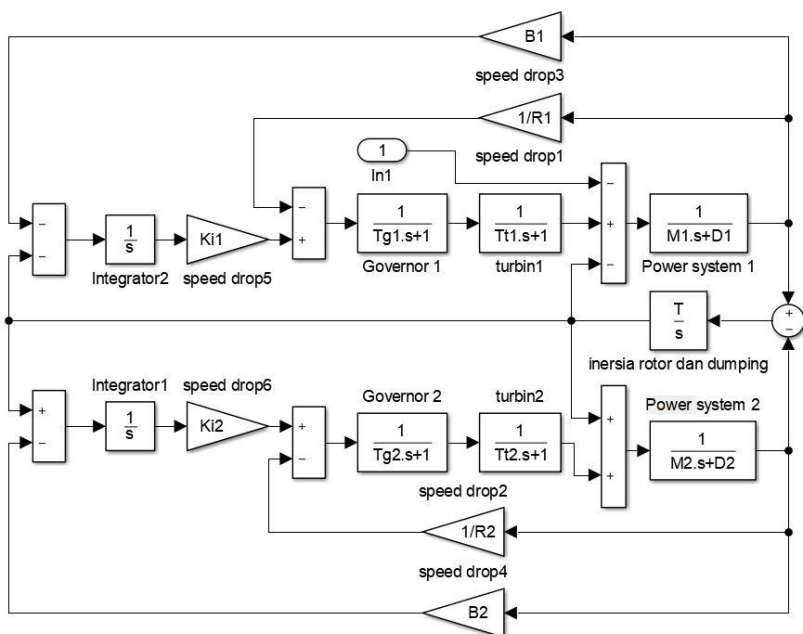 B1
speed drop3
1/R1
speed drop1
1
In1
−
−
−
1
s
Integrator2
Ki1
speed drop5
−
+
1
Tg1.s+1
Governor 1
1
Tt1.s+1
turbin1
+
−
1
M1.s+D1
Power system 1
T
s
inersia rotor dan dumping
+
−
+
−
Integrator1
1
s
speed drop6
Ki2
+
−
Governor 2
1
Tg2.s+1
turbin2
1
Tt2.s+1
+
+
Power system 2
1
M2.s+D2
speed drop2
1/R2
speed drop4
B2